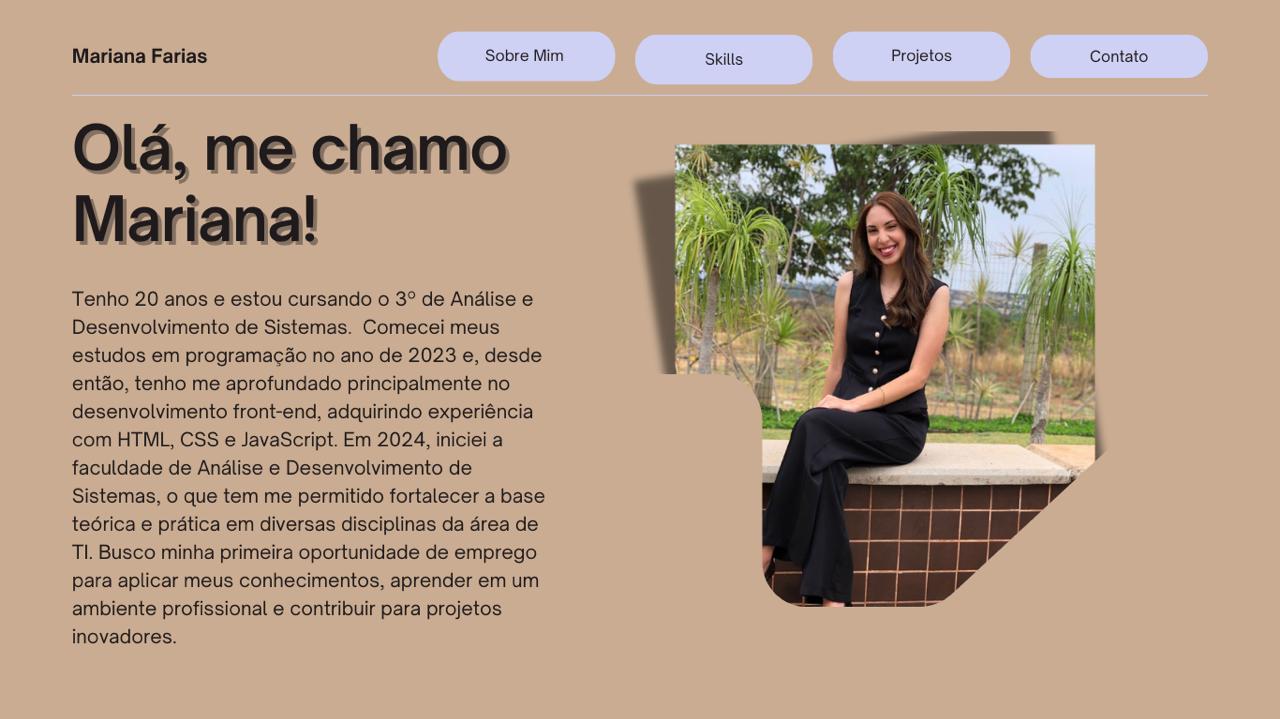 Mariana Farias
Sobre Mim
Skills
Projetos
Contato
Olá, me chamo
Mariana!
Tenho 20 anos e estou cursando o 3º de Análise e
Desenvolvimento de Sistemas.  Comecei meus
estudos em programação no ano de 2023 e, desde
então, tenho me aprofundado principalmente no
desenvolvimento front-end, adquirindo experiência
com HTML, CSS e JavaScript. Em 2024, iniciei a
faculdade de Análise e Desenvolvimento de
Sistemas, o que tem me permitido fortalecer a base
teórica e prática em diversas disciplinas da área de
TI. Busco minha primeira oportunidade de emprego
para aplicar meus conhecimentos, aprender em um
ambiente profissional e contribuir para projetos
inovadores.